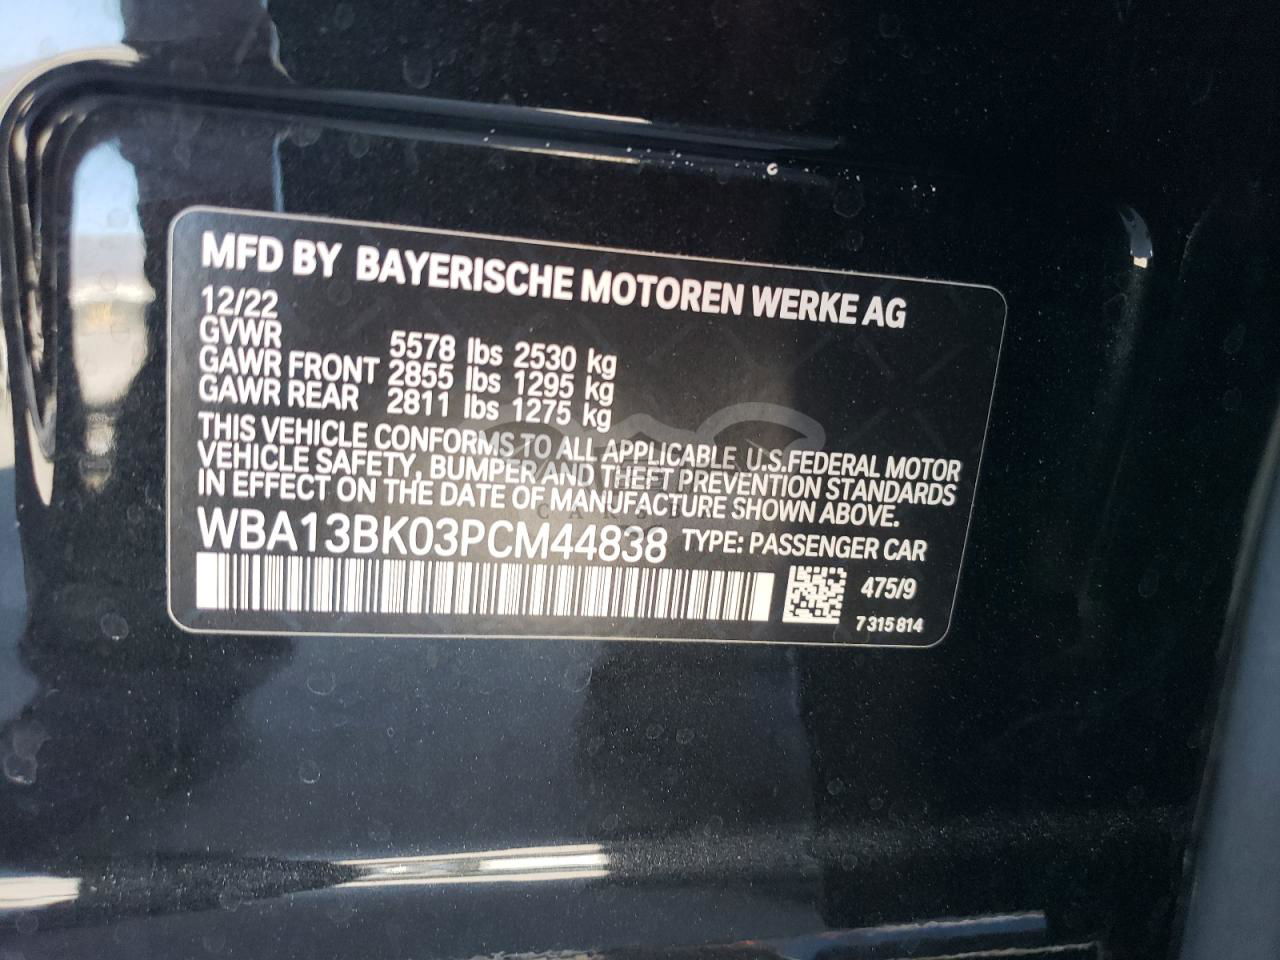 MFD BY BAYERISCHE MOTOREN WERKE AG
12/22
GVWR 5578 lbs 2530 kg
GAWR FRONT 2855 lbs 1295 kg
GAWR REAR 2811 lbs 1275 kg
THIS VEHICLE CONFORMS TO ALL APPLICABLE U.S.FEDERAL MOTOR
VEHICLE SAFETY, BUMPER AND THEFT PREVENTION STANDARDS
IN EFFECT ON THE DATE OF MANUFACTURE SHOWN ABOVE.
WBA13BK03PCM44838 TYPE: PASSENGER CAR
475/9
7 315 814